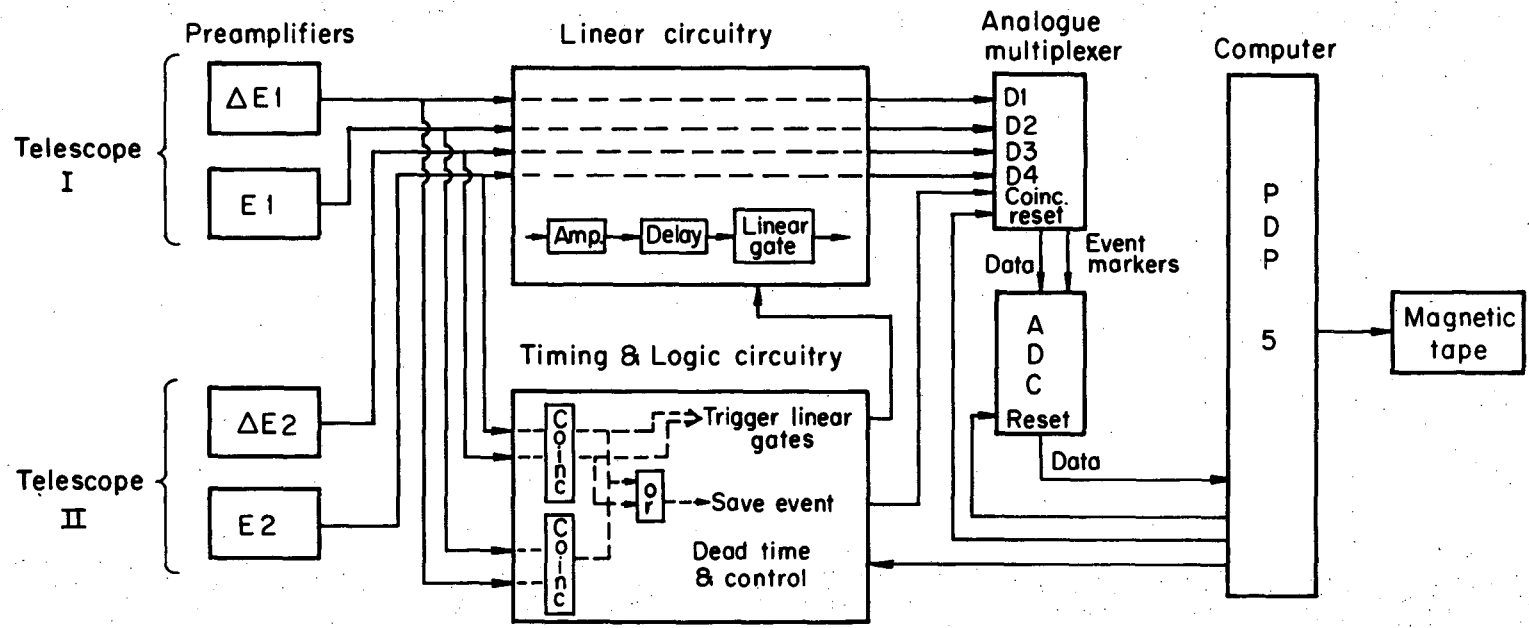 Preamplifiers
Linear circuitry
Analogue
multiplexer
Computer
Telescope
I
ΔE1
E1
D1
D2
D3
D4
Coinc.
reset
Amp.
Delay
Linear
gate
Data
Event
markers
P
D
P
5
A
D
C
Reset
Magnetic
tape
Timing & Logic circuitry
Telescope
II
ΔE2
E2
Coinc
Coinc
Trigger linear
gates
or
Save event
Dead time
& control
Data